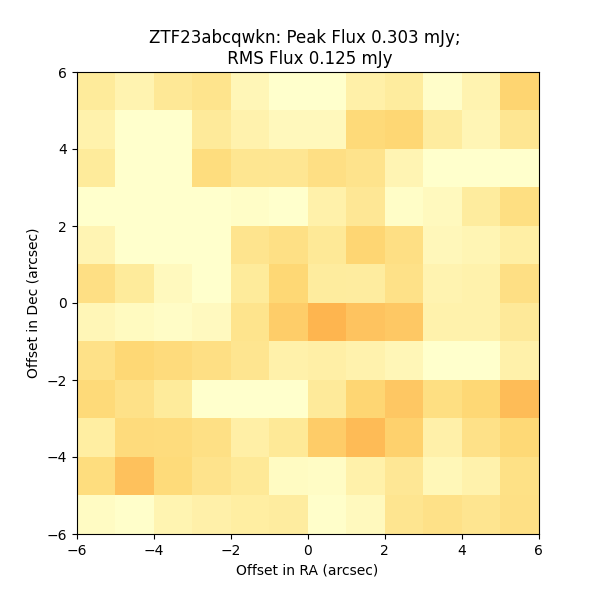 ZTF23abcqwkn: Peak Flux 0.303 mJy;
RMS Flux 0.125 mJy
6
4
2
0
−2
−4
−6
Offset in Dec (arcsec)
−6 −4 −2 0 2 4 6
Offset in RA (arcsec)